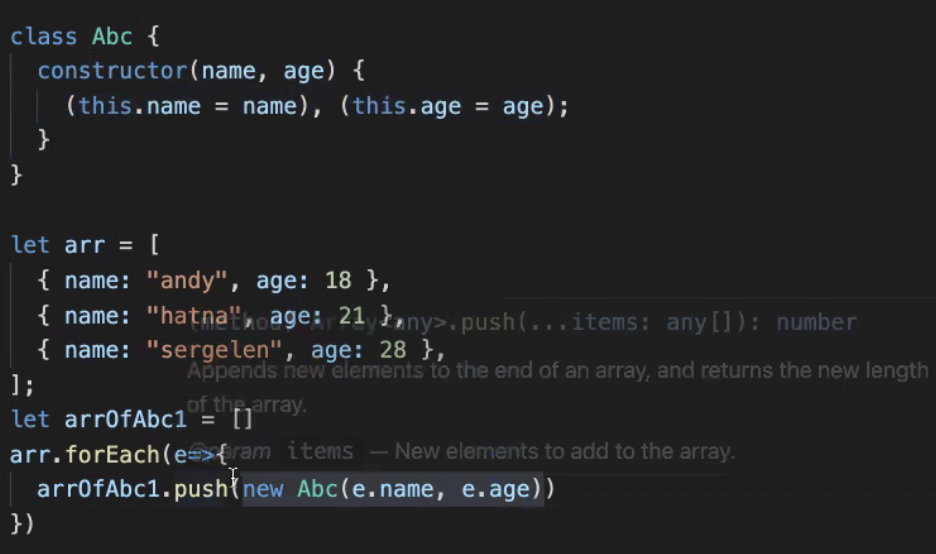 class Abc {
constructor(name, age) {
(this.name = name), (this.age = age);
}
}
let arr = [
{ name: "andy", age: 18 },
{ name: "hatna", age: 21 },
(method) Array<any>.push(...items: any[]): number
{ name: "sergelen", age: 28 },
Appends new elements to the end of an array, and returns the new length
];
of the array.
let arrOfAbc1 = []
@param items — New elements to add to the array.
arr.forEach(e=>{
arrOfAbc1.push(new Abc(e.name, e.age))
})